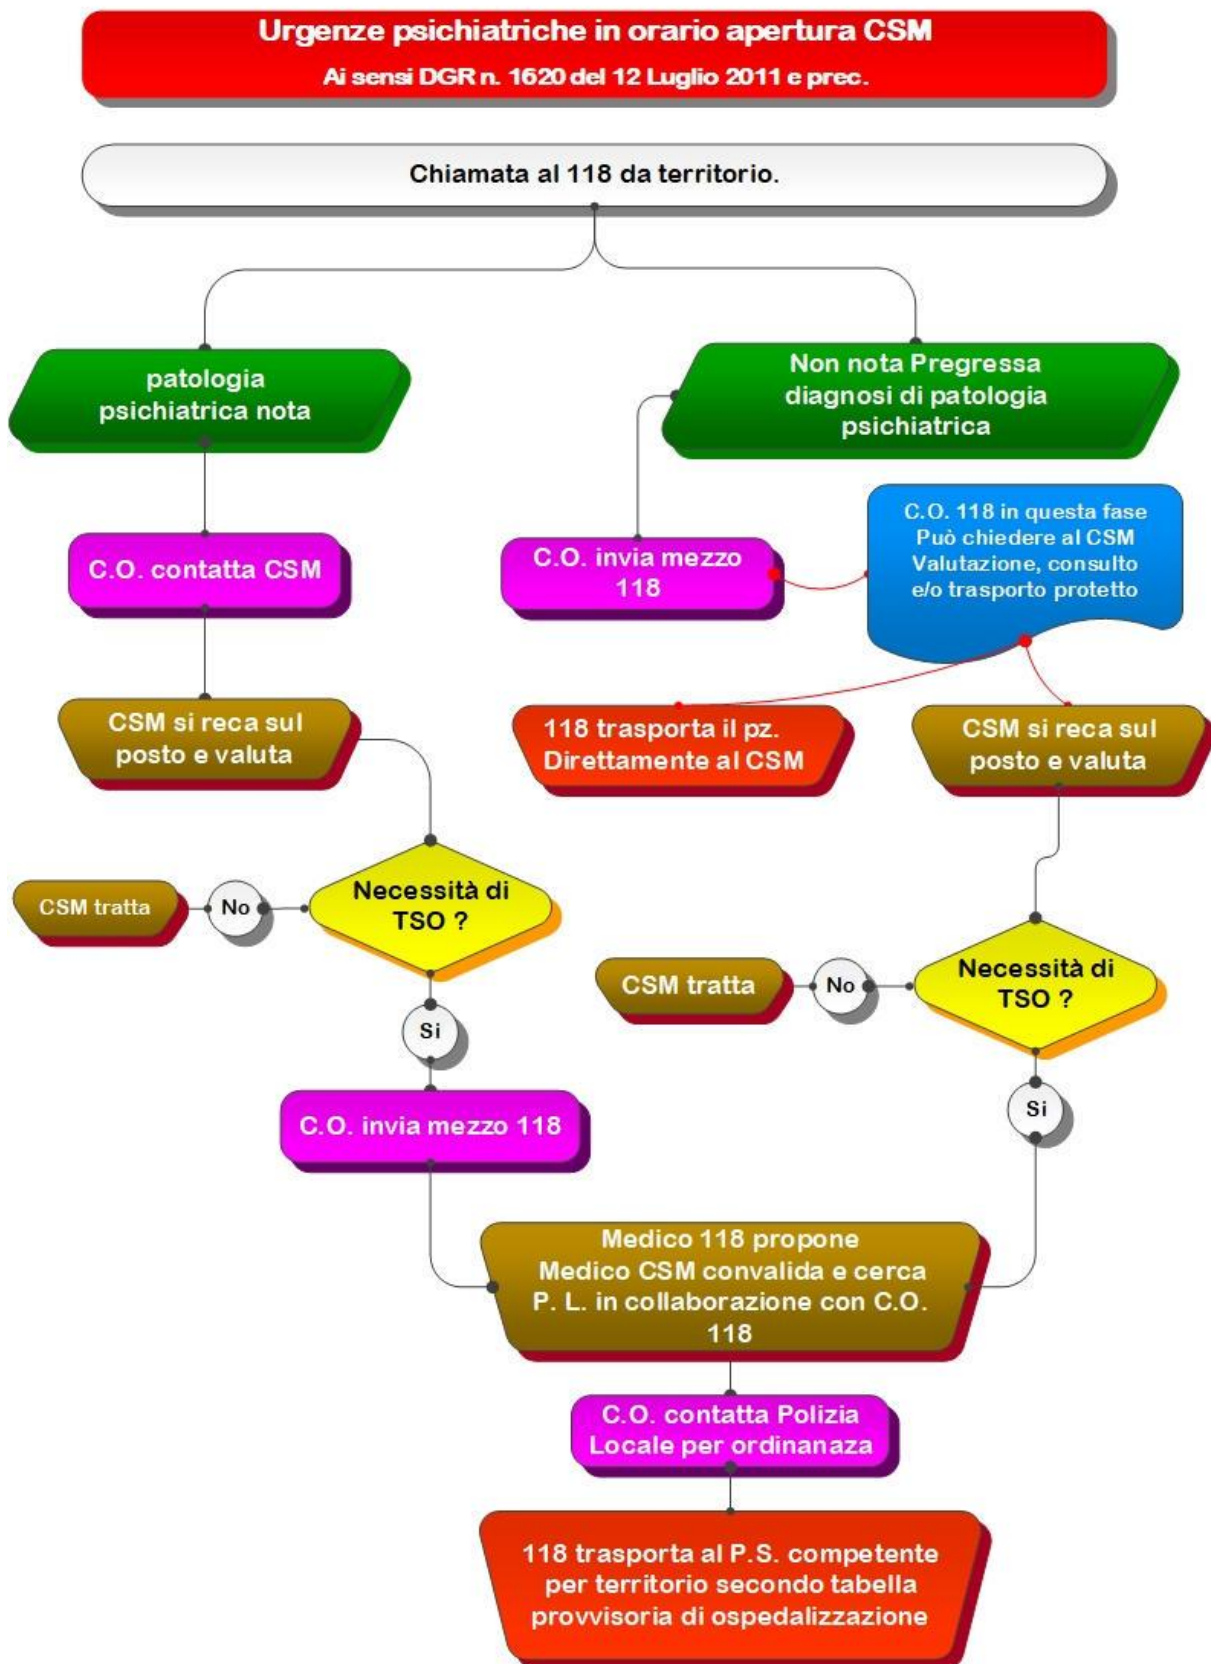 Urgenze psichiatriche in orario apertura CSM
Ai sensi DGR n. 1620 del 12 Luglio 2011 e prec.
Chiamata al 118 da territorio.
patologia
psichiatrica nota
Non nota Pregressa
diagnosi di patologia
psichiatrica
C.O. contatta CSM
C.O. invia mezzo
118
C.O. 118 in questa fase
Può chiedere al CSM
Valutazione, consulto
e/o trasporto protetto
CSM si reca sul
posto e valuta
118 trasporta il pz.
Direttamente al CSM
CSM si reca sul
posto e valuta
Necessità di
TSO ?
No
CSM tratta
Si
C.O. invia mezzo 118
Necessità di
TSO ?
No
CSM tratta
Si
Medico 118 propone
Medico CSM convalida e cerca
P. L. in collaborazione con C.O.
118
C.O. contatta Polizia
Locale per ordinanaza
118 trasporta al P.S. competente
per territorio secondo tabella
provvisoria di ospedalizzazione